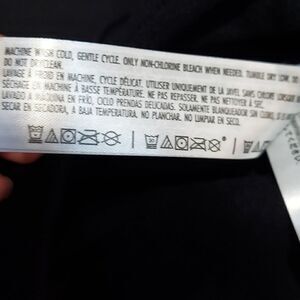 MACHINE WASH COLD, GENTLE CYCLE. ONLY NON-CHLORINE BLEACH WHEN NEEDED. TUMBLE DRY LOW. DO
DO NOT DRYCLEAN.
LAVAGE À FROID EN MACHINE, CYCLE DÉLICAT. UTILISER UNIQUEMENT DE LA JAVEL SANS CHLORE
SÉCHAGE EN MACHINE À BASSE TEMPÉRATURE. NE PAS REPASSER. NE PAS NETTOYER À SEC.
LAVAR A MÁQUINA EN FRÍO, CICLO PRENDAS DELICADAS. SOLAMENTE BLANQUEADOR SIN CLORO,
SECAR EN SECADORA, A BAJA TEMPERATURA. NO PLANCHAR. NO LIMPIAR EN SECO.